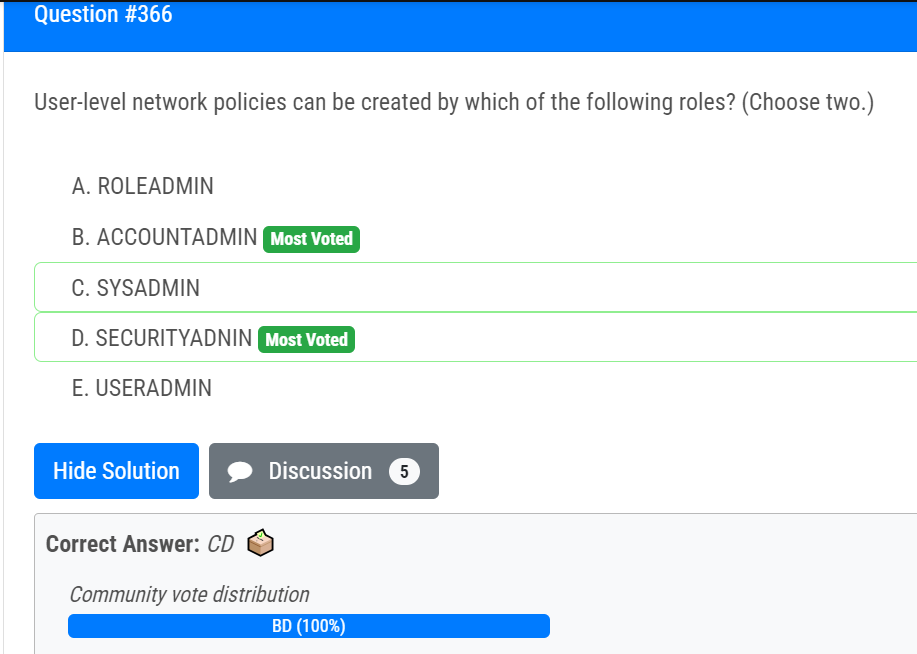 Question #366
User-level network policies can be created by which of the following roles? (Choose two.)
A. ROLEADMIN
B. ACCOUNTADMIN Most Voted
C. SYSADMIN
D. SECURITYADNIN Most Voted
E. USERADMIN
Hide Solution Discussion 5
Correct Answer: CD
Community vote distribution
BD (100%)